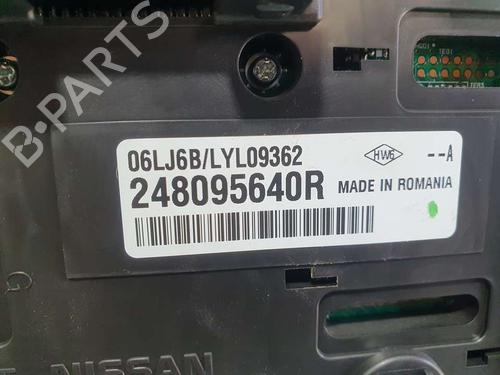 B-PARTS
06LJ6B/LYL09362
HW6
--A
248095640R
MADE IN ROMANIA
G
NISSAN